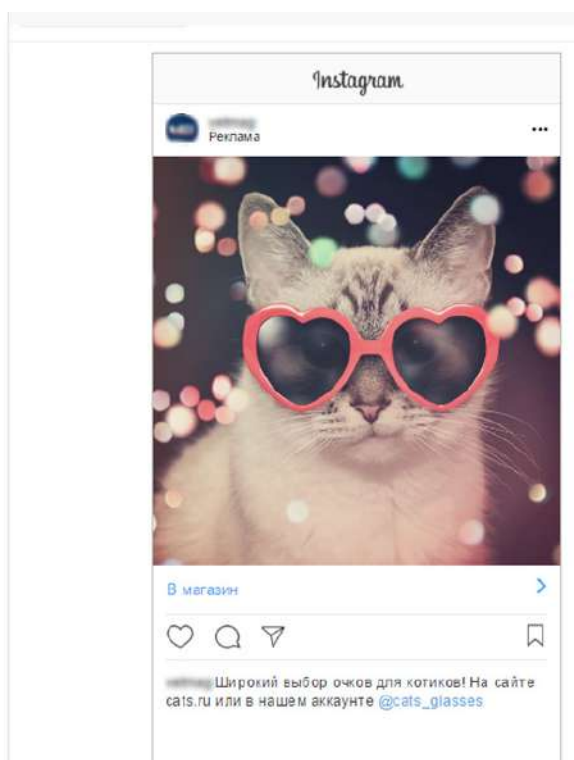 Instagram
Реклама
В магазин
Широкий выбор очков для котиков! На сайте
cats.ru или в нашем аккаунте @cats_glasses